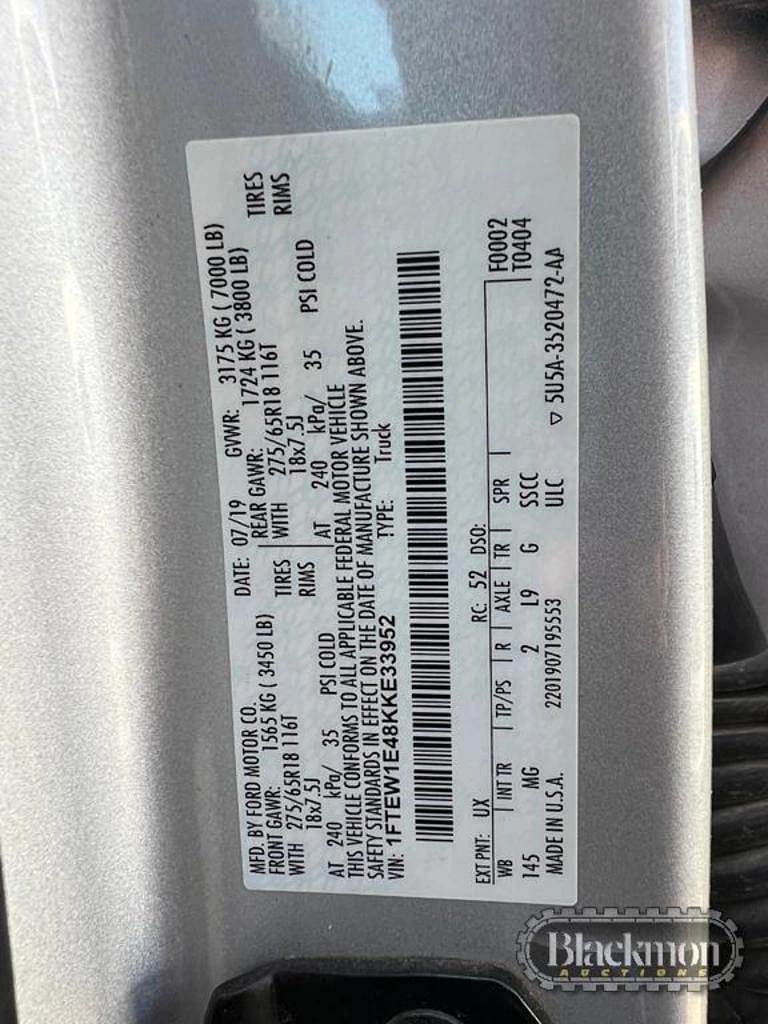 MFD. BY FORD MOTOR CO.
DATE: 07/19 GVWR: 3175 KG ( 7000 LB)
FRONT GAWR: 1565 KG ( 3450 LB) REAR GAWR: 1724 KG ( 3800 LB)
WITH 275/65R18 116T TIRES WITH 275/65R18 116T TIRES
18x7.5J RIMS 18x7.5J RIMS
AT 240 kPa/ 35 PSI COLD AT 240 kPa/ 35 PSI COLD
THIS VEHICLE CONFORMS TO ALL APPLICABLE FEDERAL MOTOR VEHICLE
SAFETY STANDARDS IN EFFECT ON THE DATE OF MANUFACTURE SHOWN ABOVE.
VIN: 1FTEW1E48KKE33952 TYPE: Truck
EXT PNT: UX RC: 52 DSO: F0002
WB INT TR TP/PS R AXLE TR SPR T0404
145 MG 2 L9 G SSCC
MADE IN U.S.A. 2201907195553 ULC ▽ 5U5A-3520472-AA
Blackmon
AUCTIONS